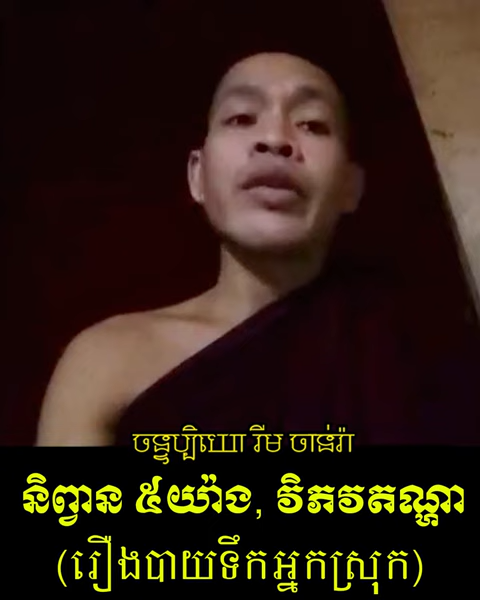 ចន្ទប្បិយោ រីម ចាន់រ៉ា
និព្វាន ៥យ៉ាង, វិភវតណ្ហា
(រឿងបាយទឹកអ្នកស្រុក)